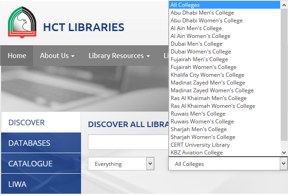 HCT LIBRARIES
Home
About Us
Library Resources
DISCOVER
DATABASES
CATALOGUE
LIWA
DISCOVER ALL LIBRA
Everything
All Colleges
All Colleges
Abu Dhabi Men's College
Abu Dhabi Women's College
Al Ain Men's College
Al Ain Women's College
Dubai Men's College
Dubai Women's College
Fujairah Men's College
Fujairah Women's College
Khalifa City Women's College
Madinat Zayed Men's College
Madinat Zayed Women's College
Ras Al Khaimah Men's College
Ras Al Khaimah Women's College
Ruwais Men's College
Ruwais Women's College
Sharjah Men's College
Sharjah Women's College
CERT University Library
KBZ Aviation College